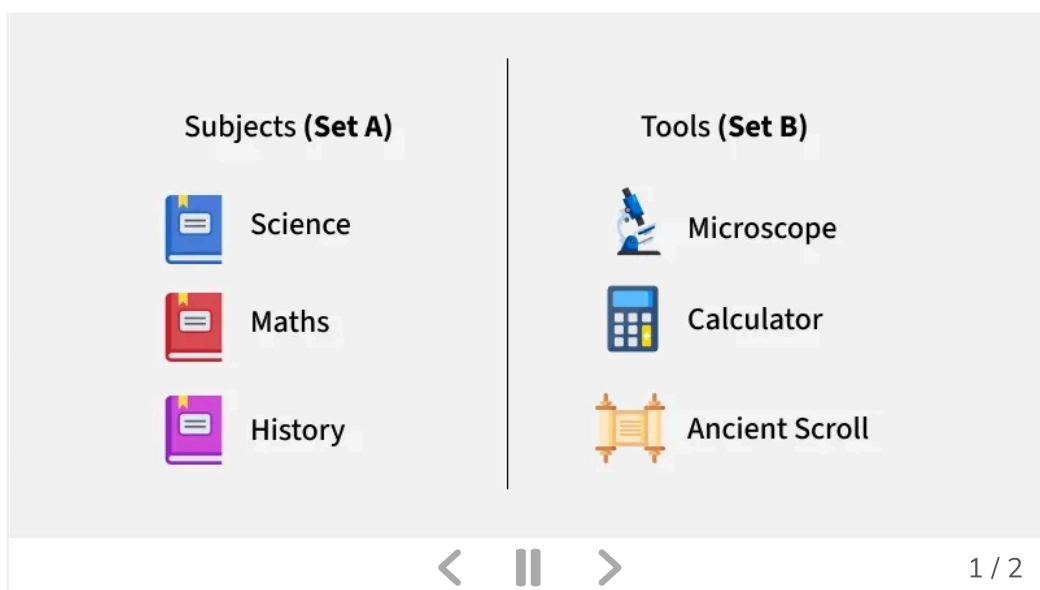 Subjects (Set A)
Science
Maths
History
Tools (Set B)
Microscope
Calculator
Ancient Scroll
1 / 2